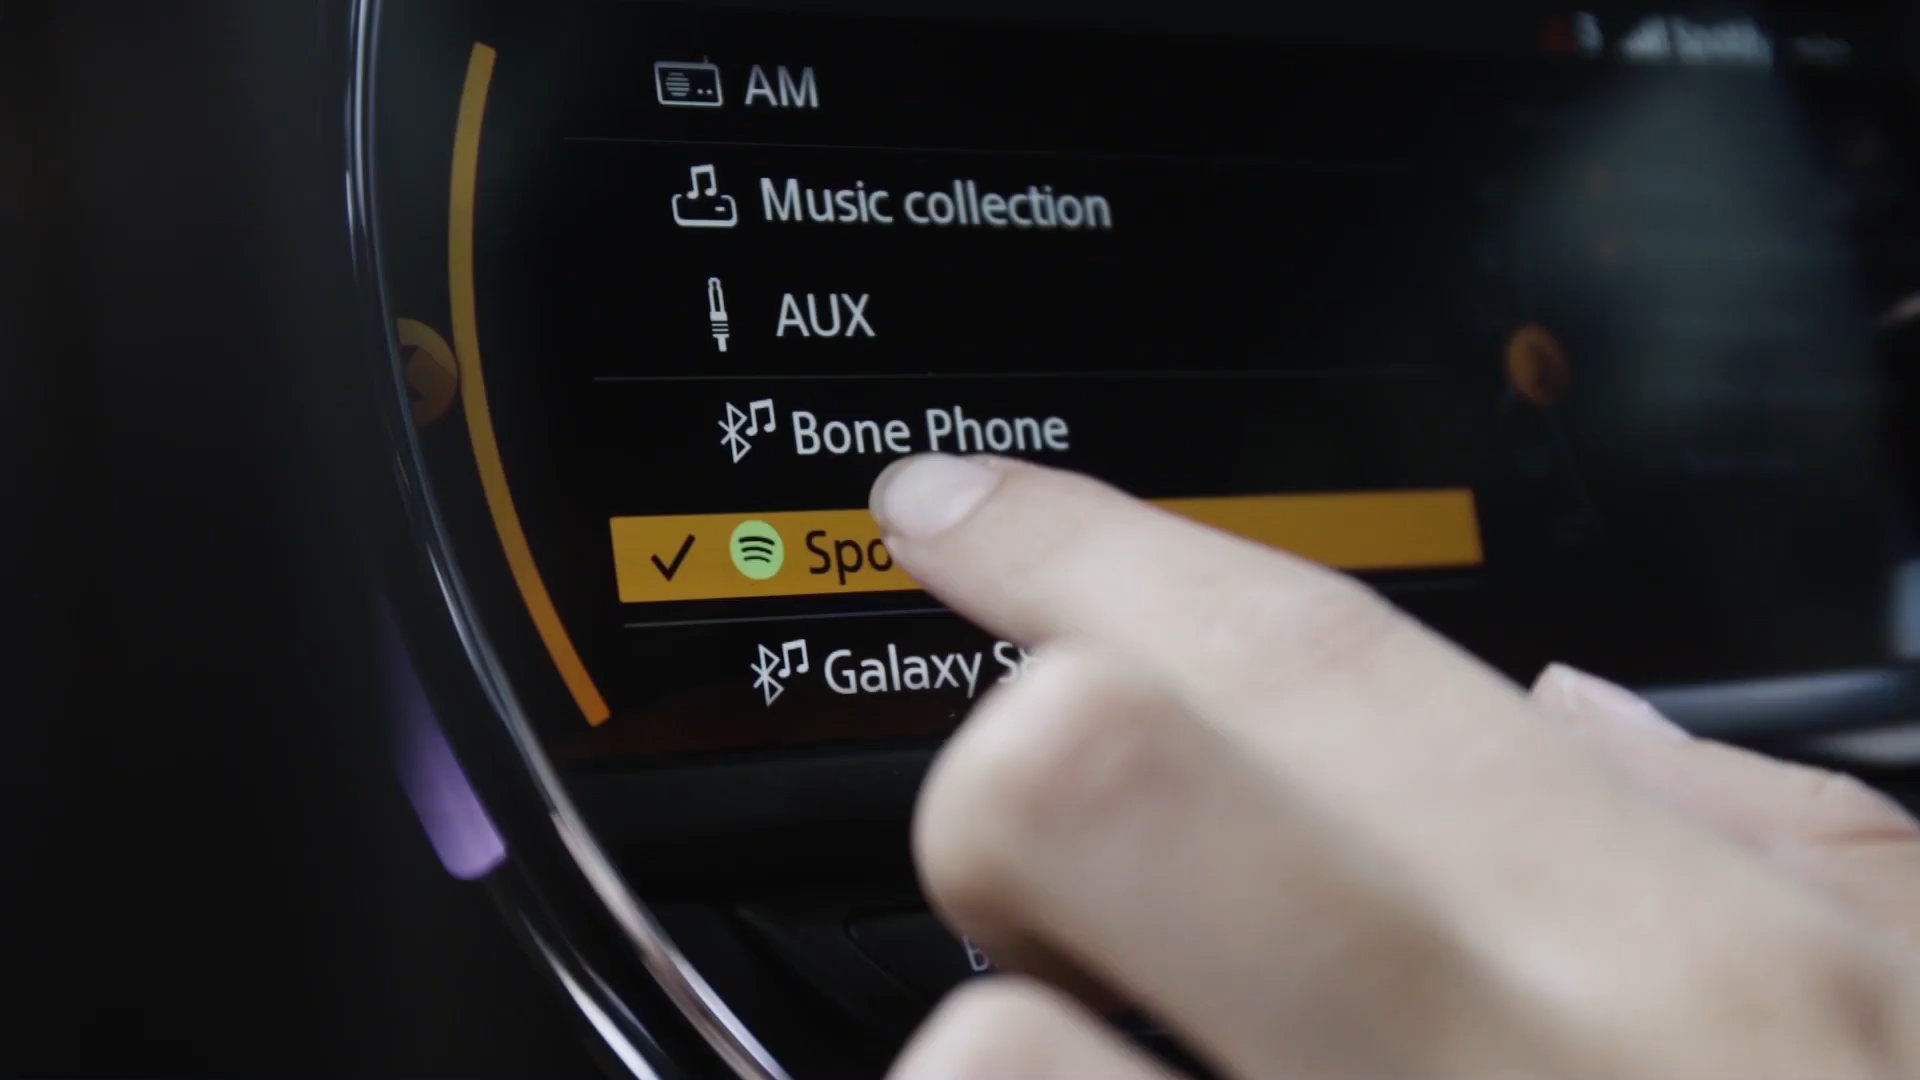 AM
Music collection
AUX
Bone Phone
Spo
Galaxy S